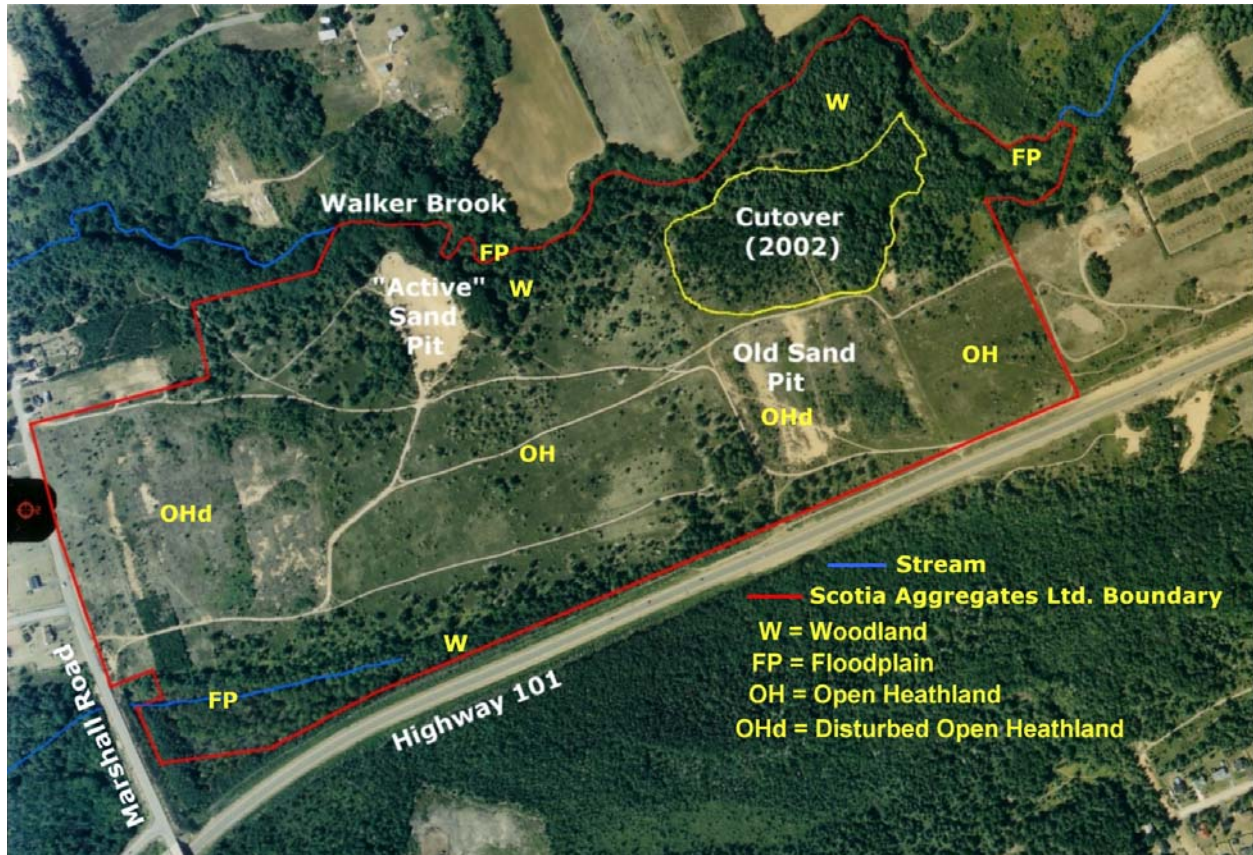 W
FP
Walker Brook
Cutover
(2002)
FP
W
"Active"
Sand
Pit
Old Sand
Pit
OH
OHd
OH
OHd
Stream
Scotia Aggregates Ltd. Boundary
W = Woodland
FP = Floodplain
OH = Open Heathland
OHd = Disturbed Open Heathland
W
FP
Highway 101
Marshall Road